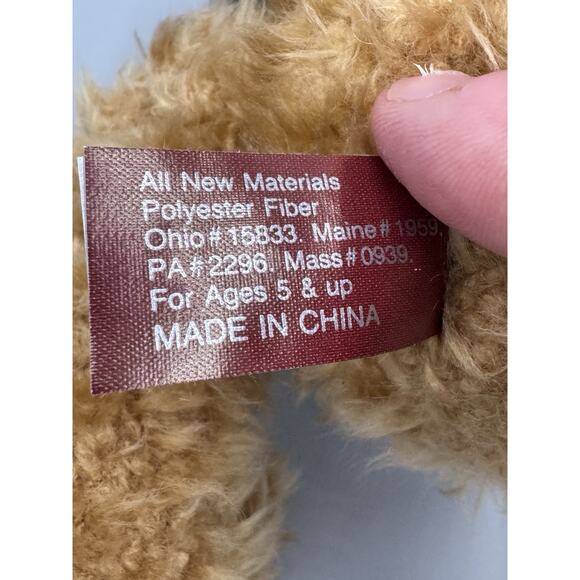 All New Materials
Polyester Fiber
Ohio#15833. Maine#1959.
PA#2296. Mass#0939.
For Ages 5 & up
MADE IN CHINA